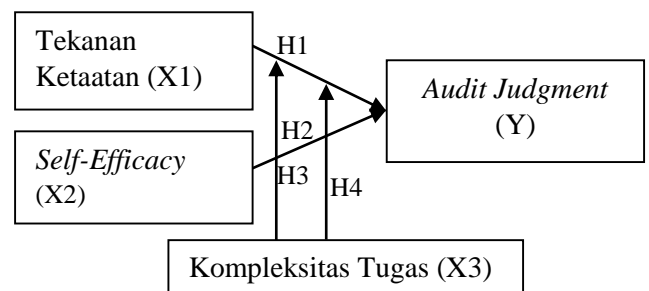 Tekanan
Ketaatan (X1)
H1
Audit Judgment
(Y)
H2
Self-Efficacy
(X2)
H3
H4
Kompleksitas Tugas (X3)